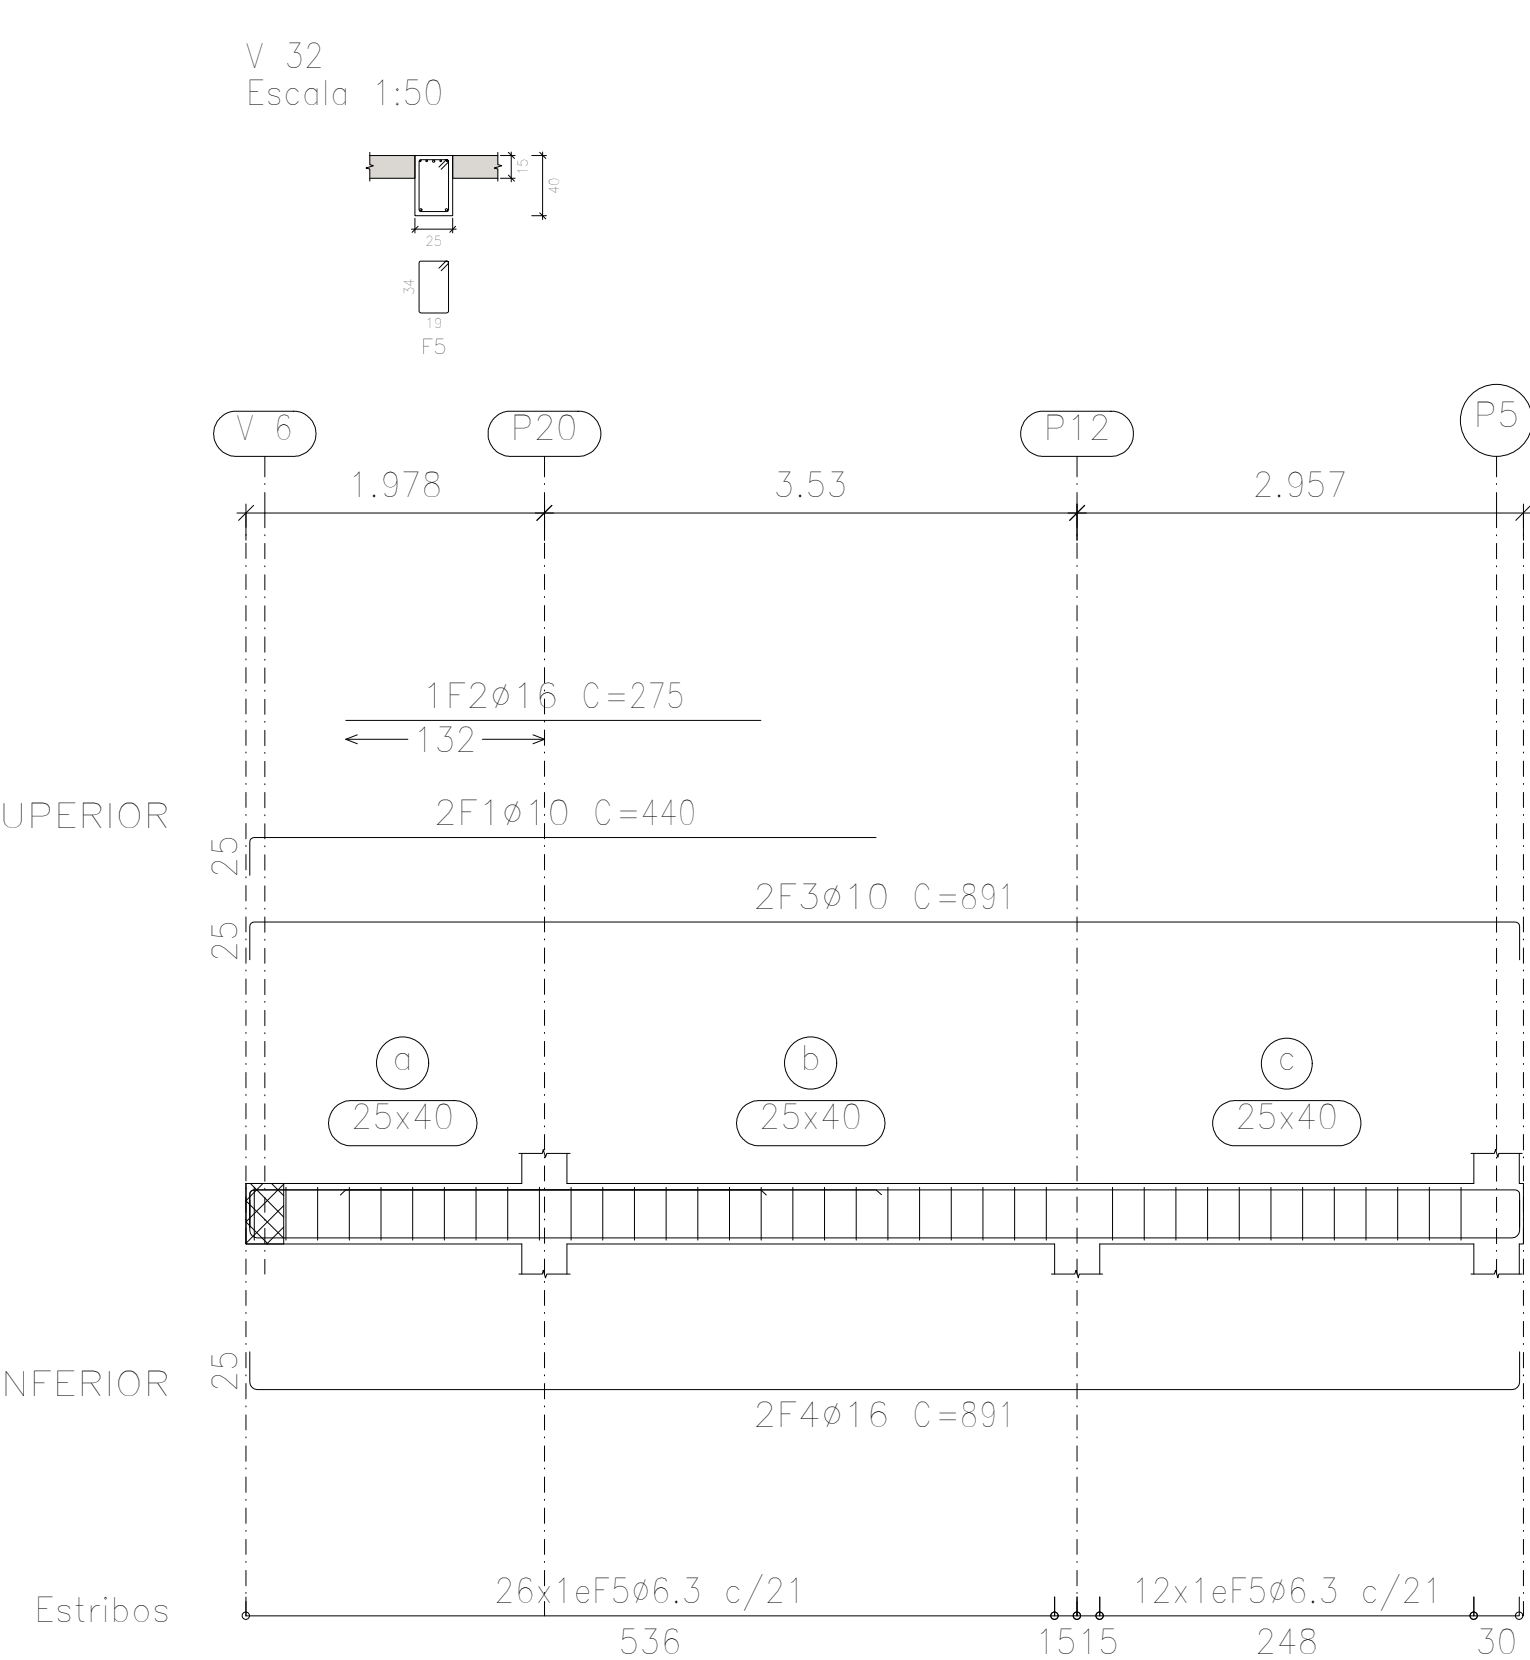 V 32
Escala 1:50
15
40
25
34
19
F5
V 6 P20 P12 P5
1.978 3.53 2.957
1F2ø16 C=275
132
2F1ø10 C=440
UPERIOR
25
2F3ø10 C=891
25
a b c
25x40 25x40 25x40
25
NFERIOR
2F4ø16 C=891
26x1eF5ø6.3 c/21 12x1eF5ø6.3 c/21
Estribos
536 1515 248 30